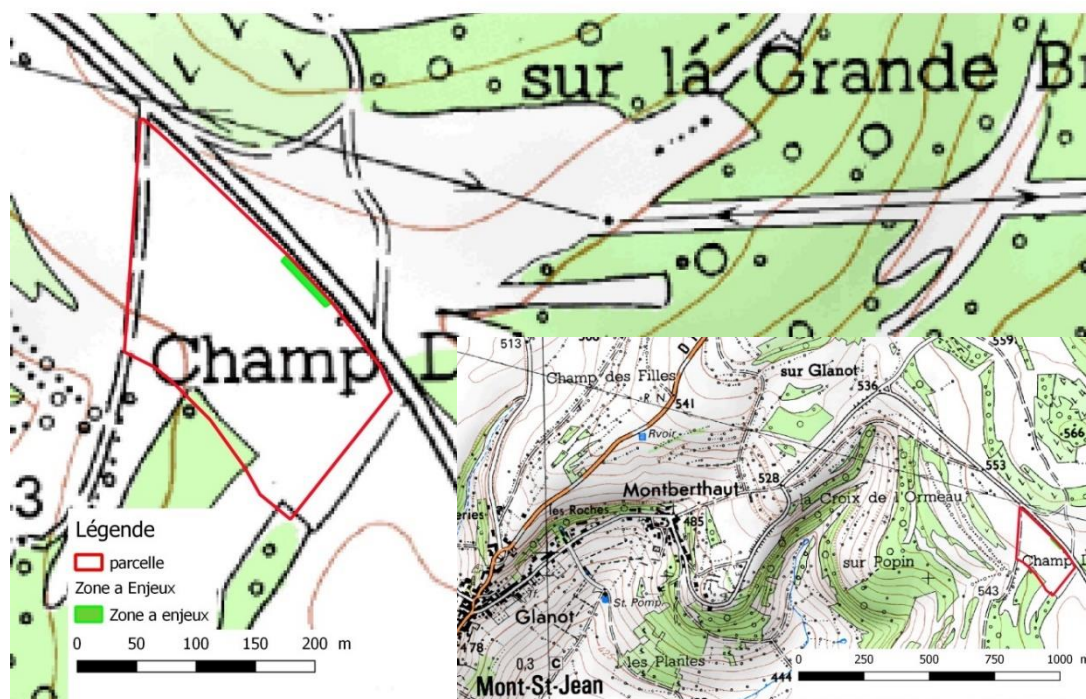 sur la Grande Br
Champ D
3
Légende
parcelle
Zone a Enjeux
Zone a enjeux
0 50 100 150 200 m
513
Champ des Filles
R N
541
Rvoir
sur Glanot
536
559
566
553
528
Montberthaut
485
les Roches
la Croix de l'Ormeau
sur Popin
Champ D
543
Glanot
St. Pomp.
478
0,3
C
les Plantes
444
Mont-St-Jean
0 250 500 750 1000 m